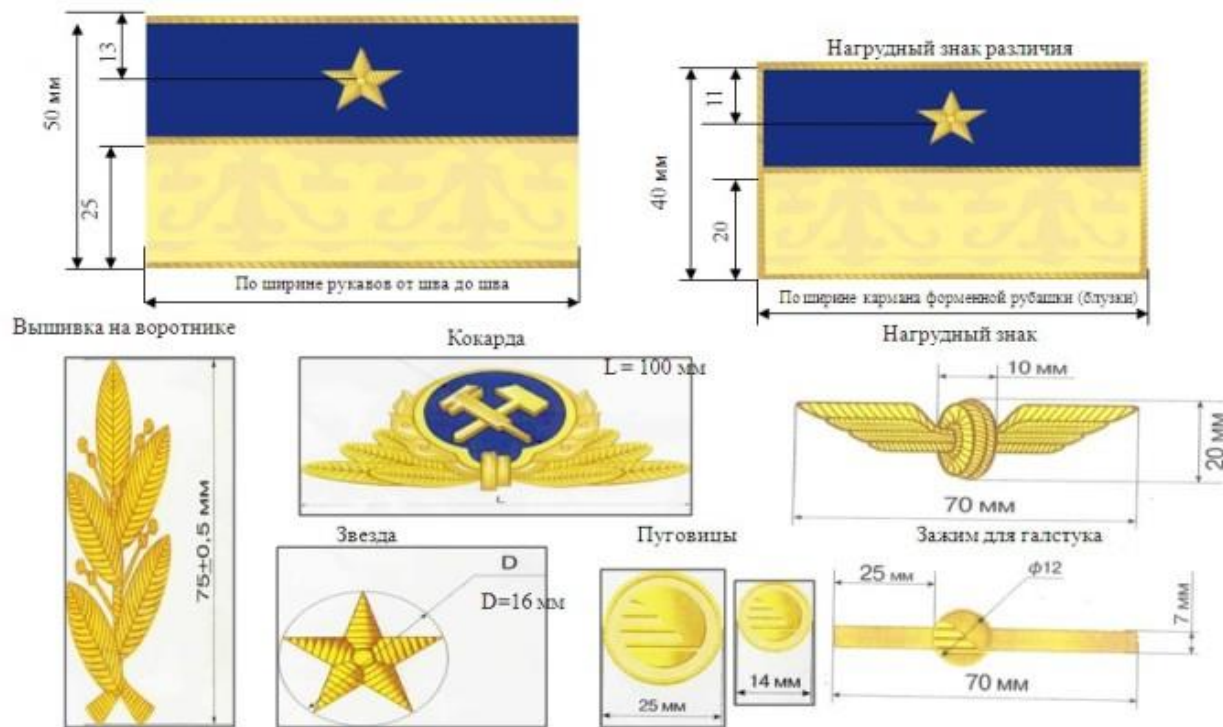 13
50 мм
25
По ширине рукавов от шва до шва
Нагрудный знак различия
11
40 мм
20
По ширине кармана форменной рубашки (блузки)
Вышивка на воротнике
75±0,5 мм
Кокарда
L = 100 мм
L
Нагрудный знак
10 мм
20 мм
70 мм
Звезда
D
D=16 мм
Пуговицы
25 мм
14 мм
Зажим для галстука
25 мм
ф12
7 мм
70 мм